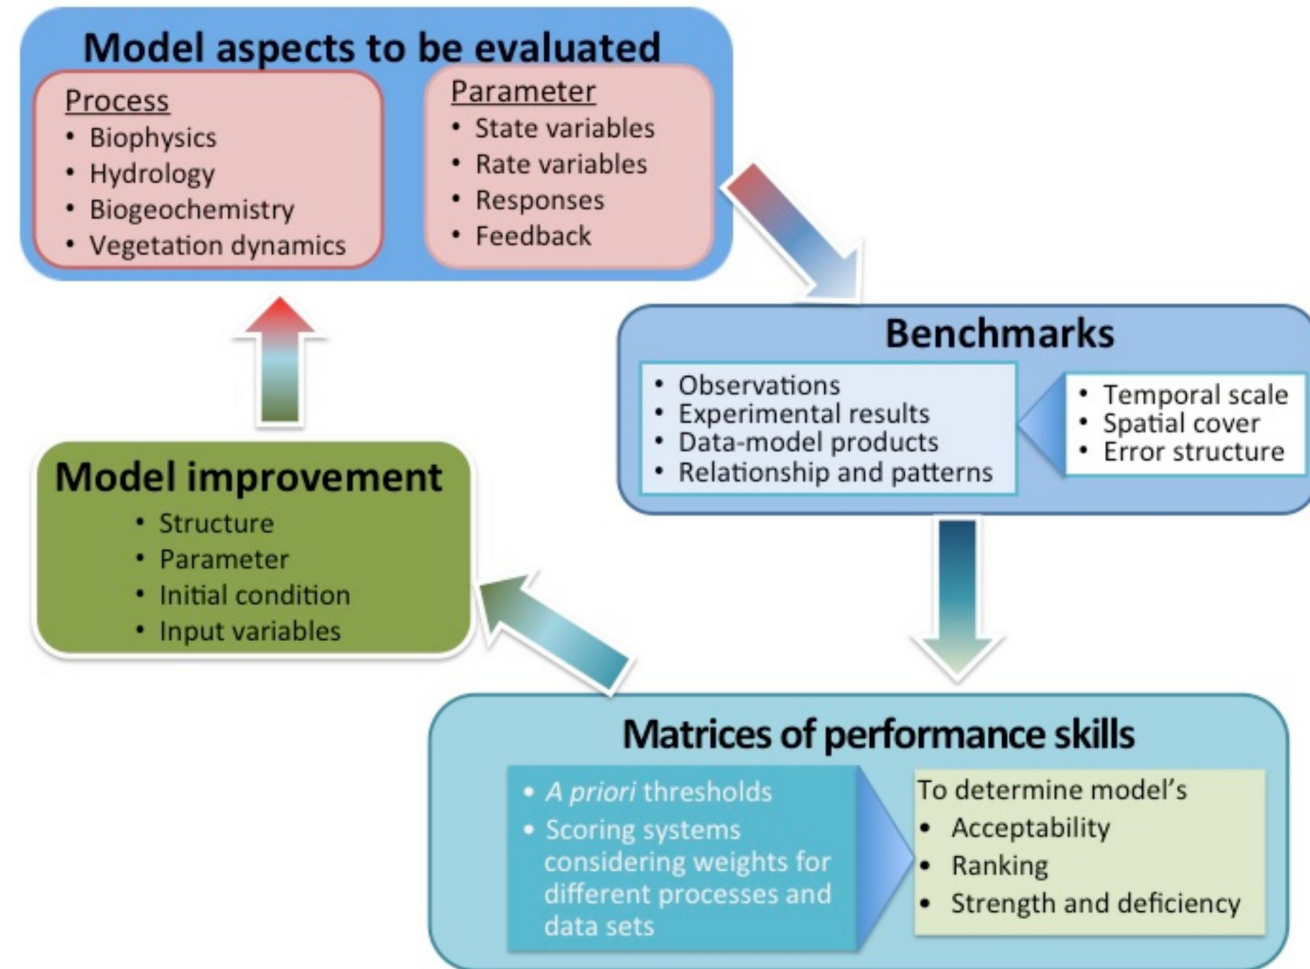 Model aspects to be evaluated
Process
• Biophysics
• Hydrology
• Biogeochemistry
• Vegetation dynamics
Parameter
• State variables
• Rate variables
• Responses
• Feedback
Benchmarks
• Observations
• Experimental results
• Data-model products
• Relationship and patterns
• Temporal scale
• Spatial cover
• Error structure
Matrices of performance skills
• A priori thresholds
• Scoring systems
considering weights for
different processes and
data sets
To determine model’s
• Acceptability
• Ranking
• Strength and deficiency
Model improvement
• Structure
• Parameter
• Initial condition
• Input variables